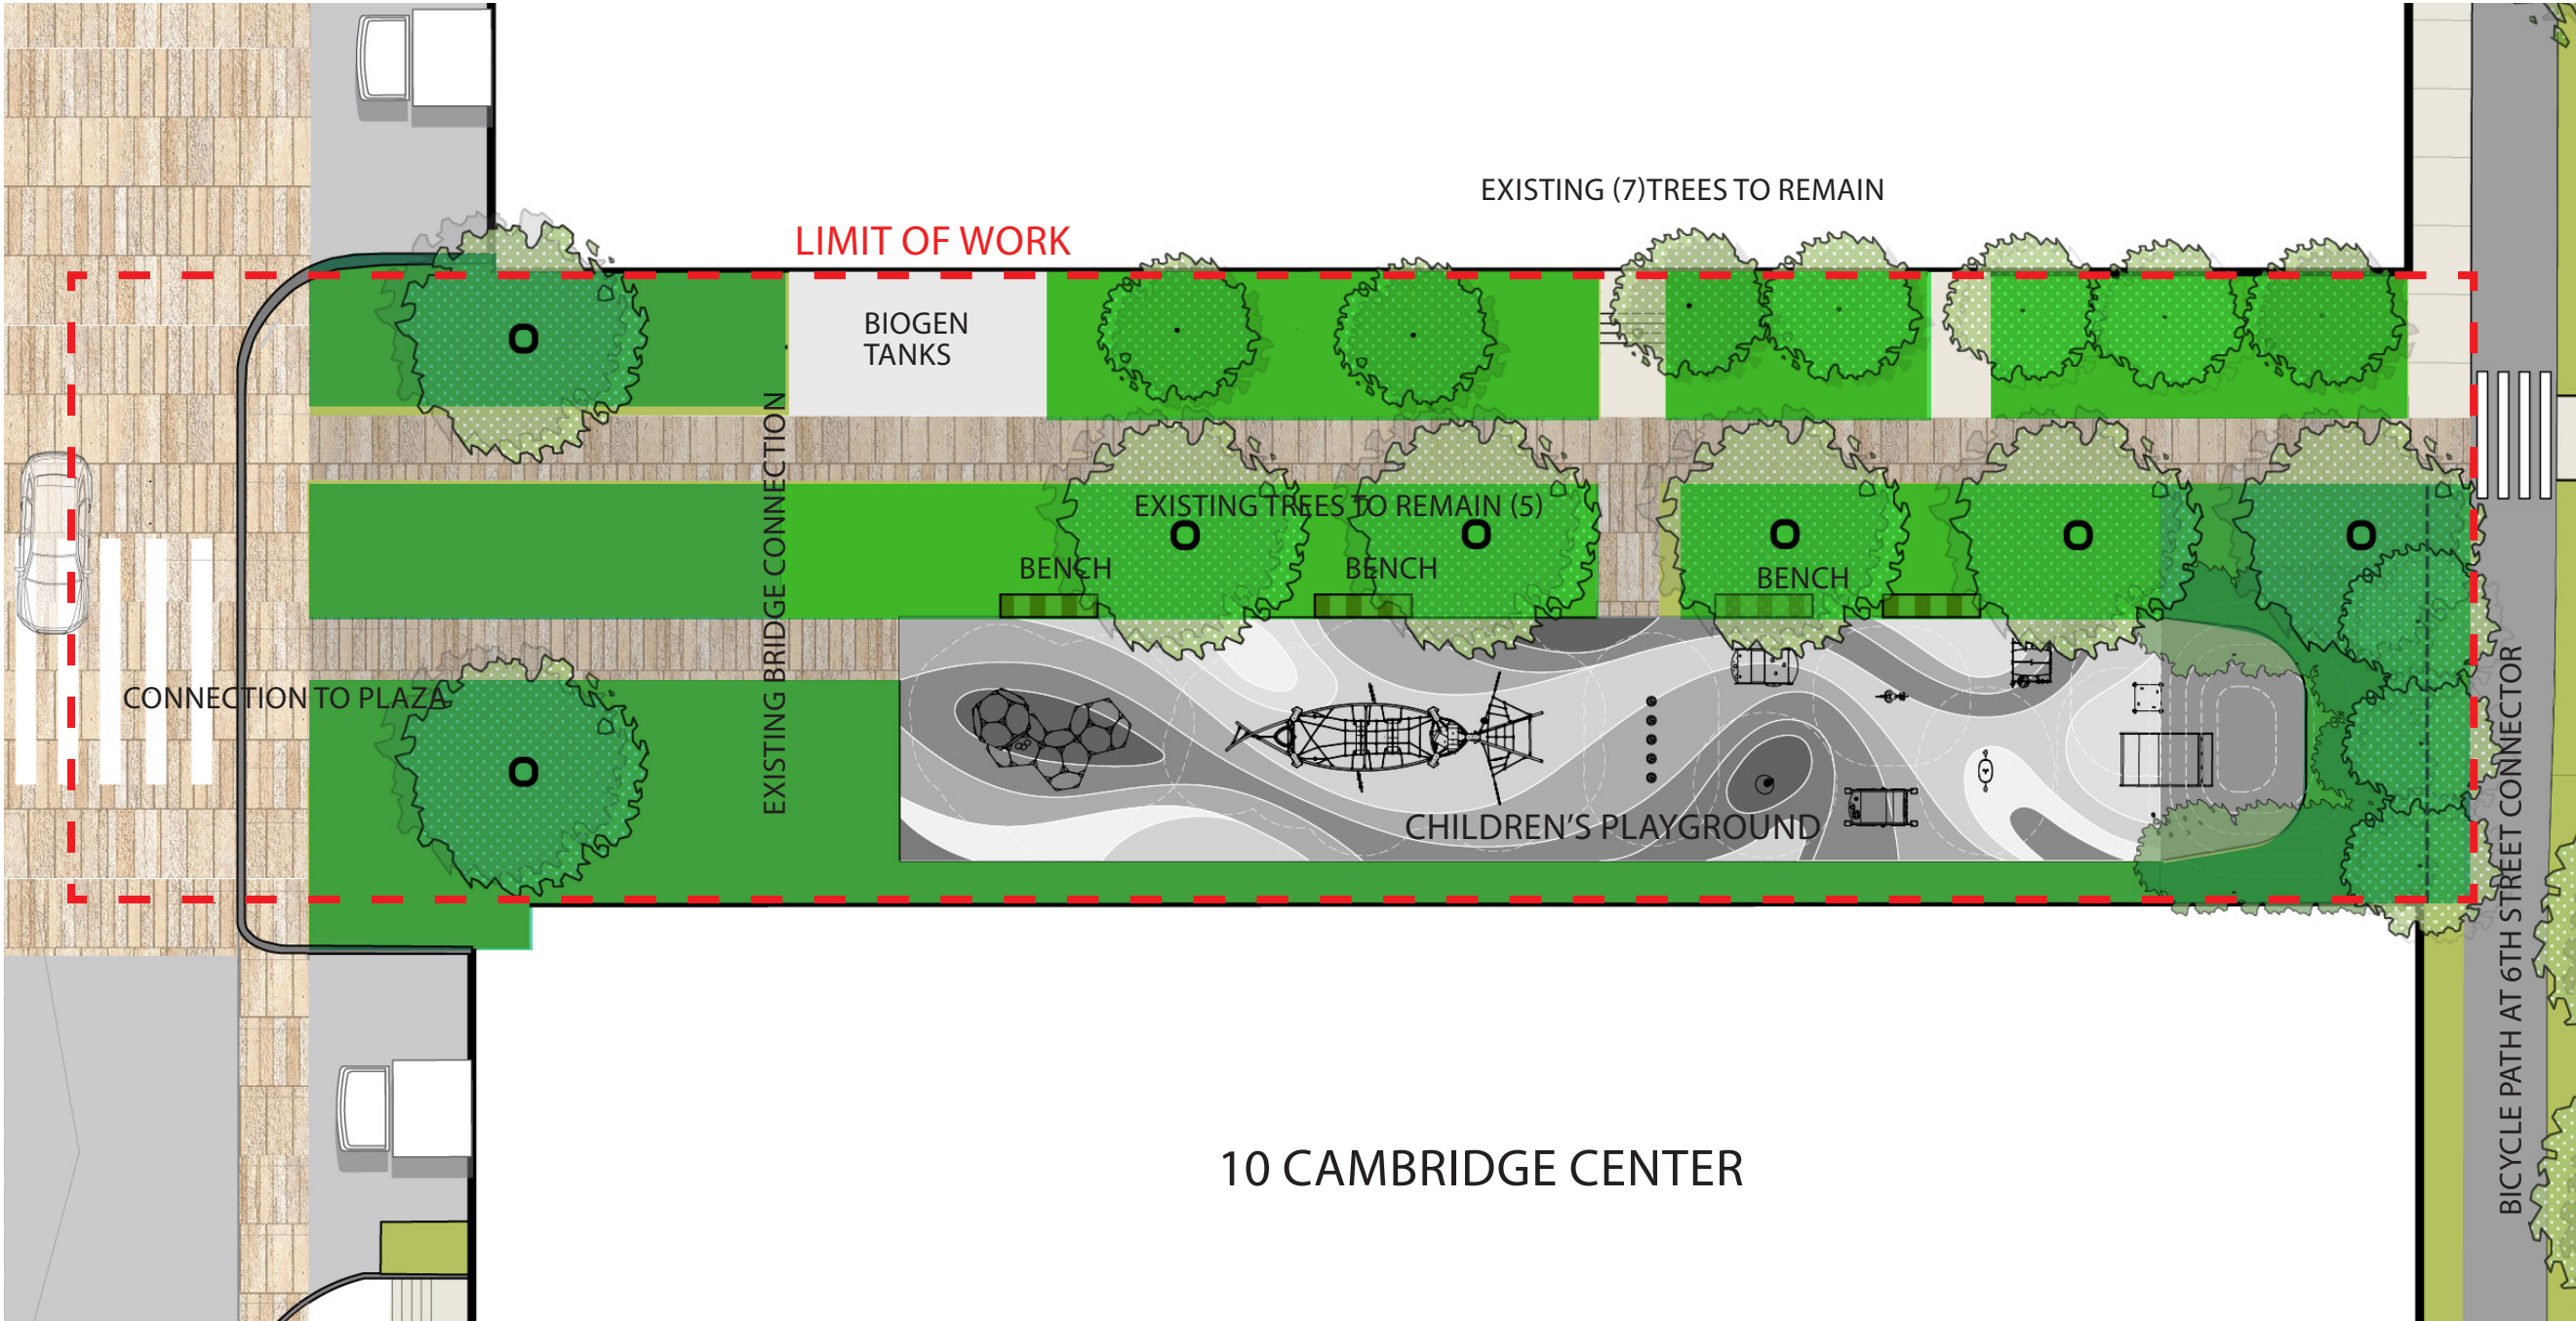 EXISTING (7)TREES TO REMAIN
LIMIT OF WORK
BIOGEN
TANKS
EXISTING BRIDGE CONNECTION
EXISTING TREES TO REMAIN (5)
BENCH
BENCH
BENCH
CONNECTION TO PLAZA
CHILDREN'S PLAYGROUND
BICYCLE PATH AT 6TH STREET CONNECTOR
10 CAMBRIDGE CENTER